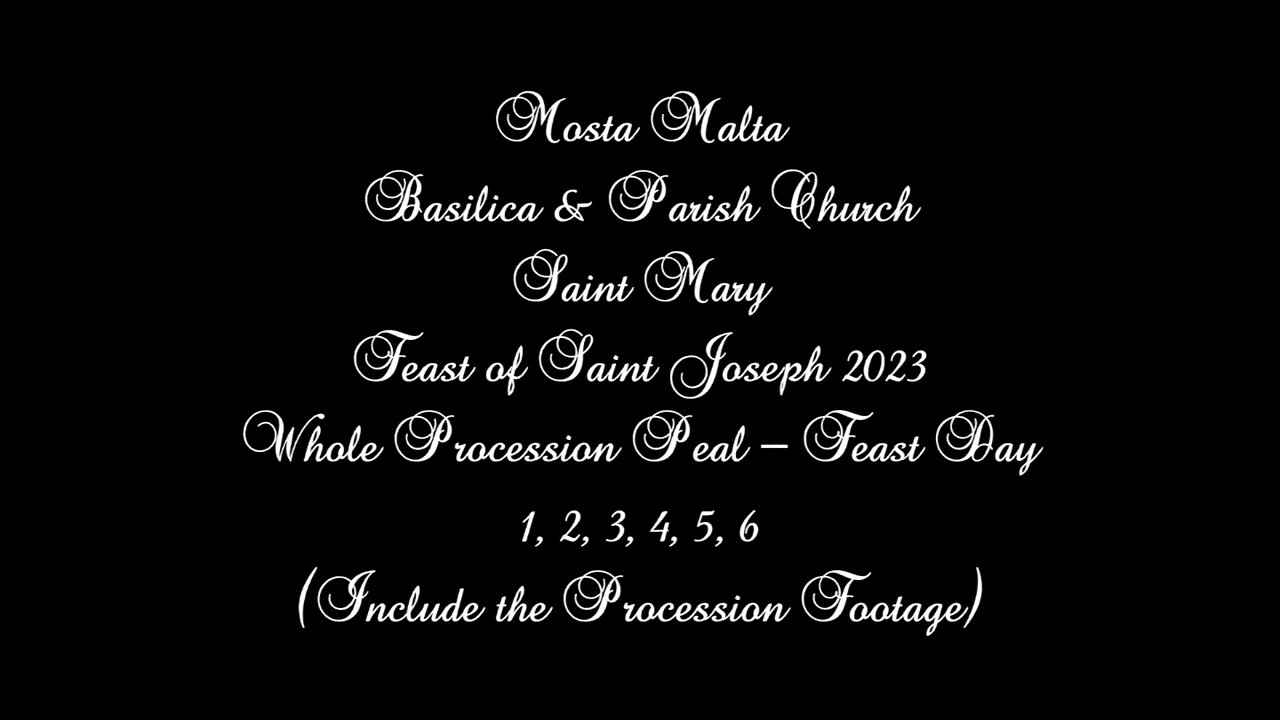 Mosta Malta
Basilica & Parish Church
Saint Mary
Feast of Saint Joseph 2023
Whole Procession Peal – Feast Day
1, 2, 3, 4, 5, 6
(Include the Procession Footage)